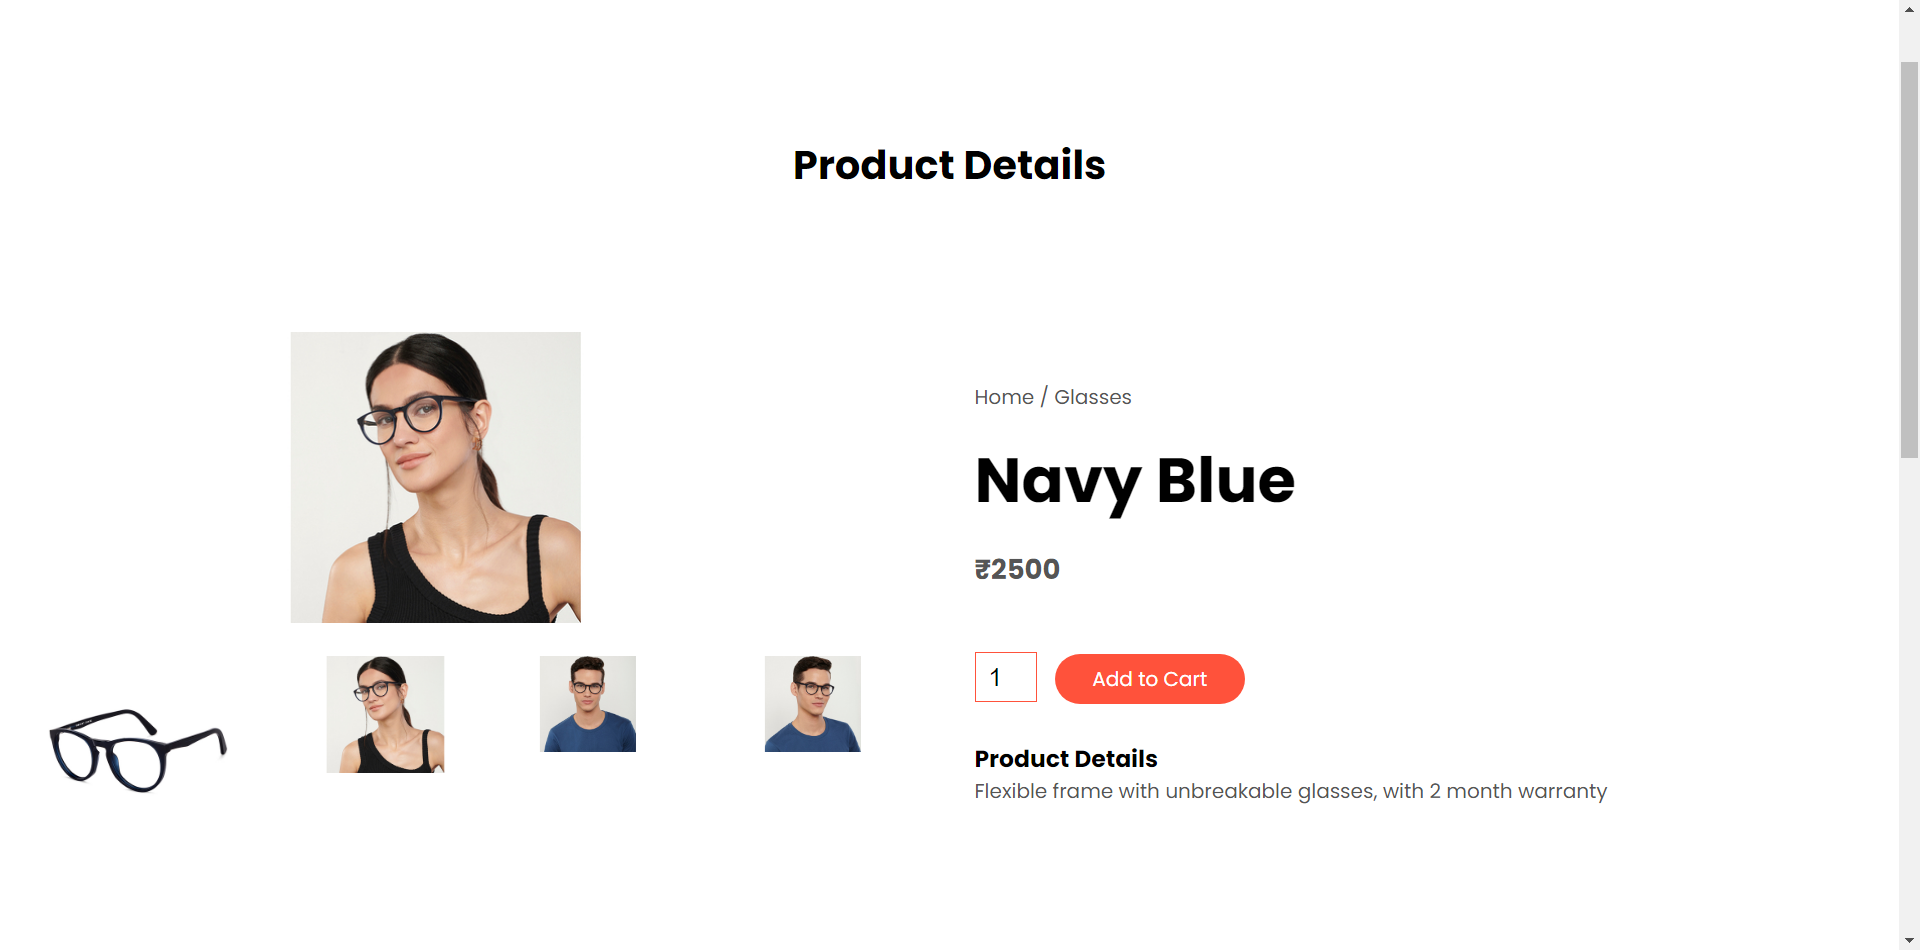 Product Details
Home / Glasses
Navy Blue
₹2500
1
Add to Cart
Product Details
Flexible frame with unbreakable glasses, with 2 month warranty